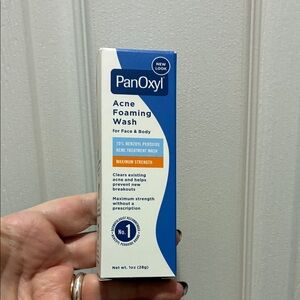 NEW
LOOK
PanOxyl
Acne
Foaming
Wash
for Face & Body
10% BENZOYL PEROXIDE
ACNE TREATMENT WASH
MAXIMUM STRENGTH
Clears existing
acne and helps
prevent new
breakouts
Maximum strength
without a
prescription
No. 1
Net wt. 1oz (28g)